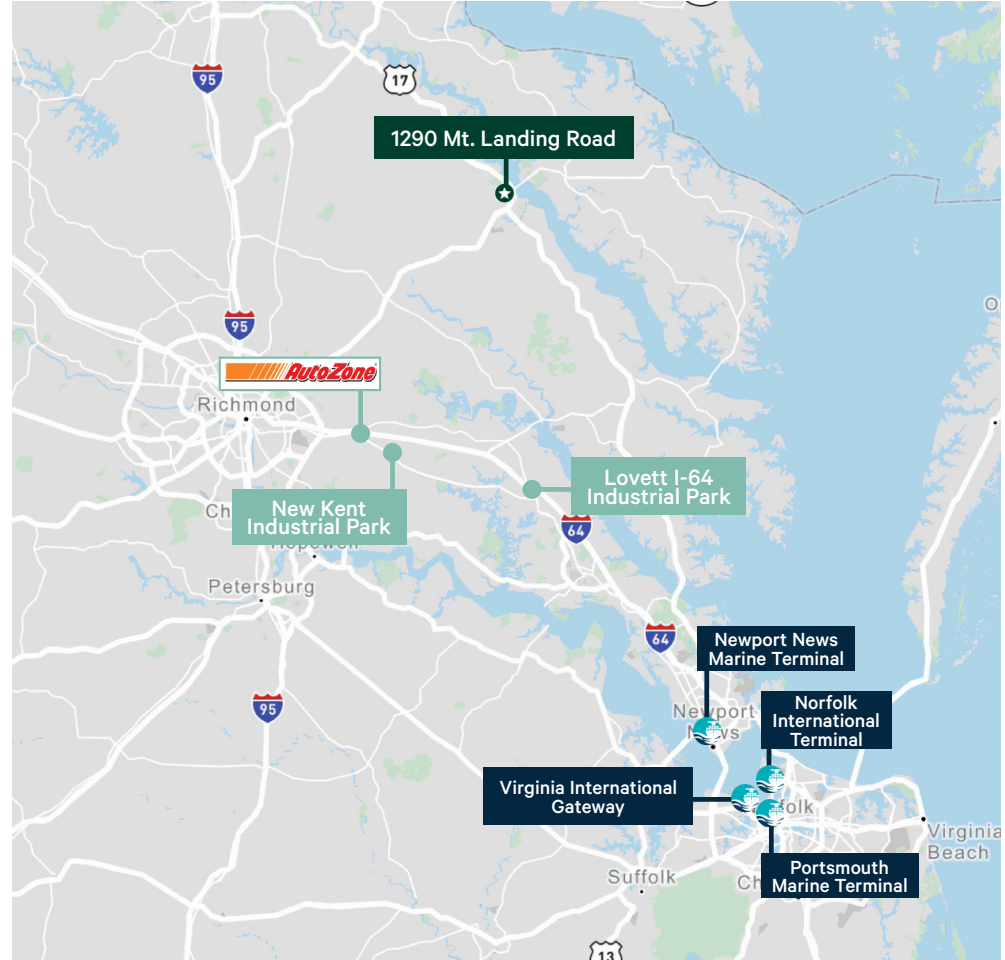 95
17
1290 Mt. Landing Road
95
AutoZone
Richmond
Lovett I-64
Industrial Park
New Kent
Industrial Park
64
Petersburg
64
Newport News
Marine Terminal
95
Norfolk
International
Terminal
Newport
Virginia International
Gateway
Virginia
Beach
Portsmouth
Marine Terminal
Suffolk
13